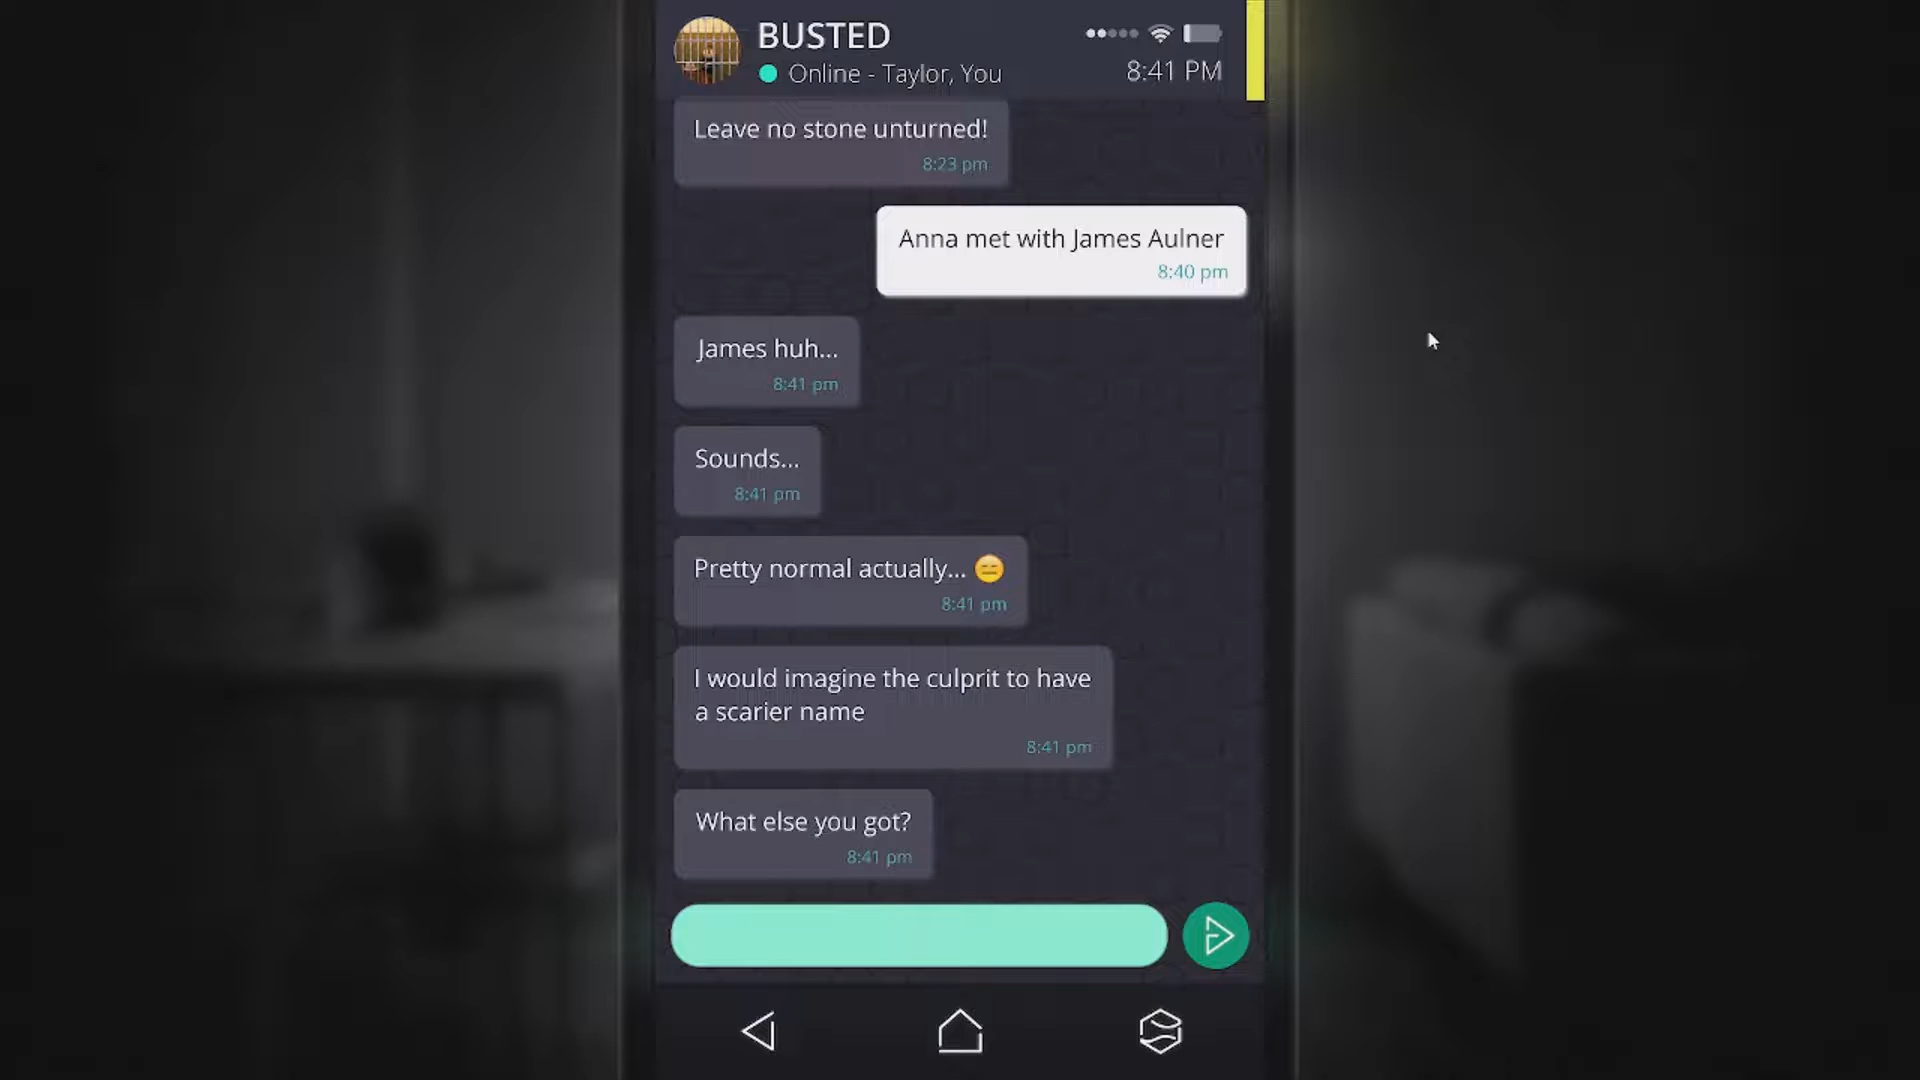 BUSTED
Online - Taylor, You
8:41 PM
Leave no stone unturned!
8:23 pm
Anna met with James Aulner
8:40 pm
James huh...
8:41 pm
Sounds...
8:41 pm
Pretty normal actually... 😑
8:41 pm
I would imagine the culprit to have
a scarier name
8:41 pm
What else you got?
8:41 pm